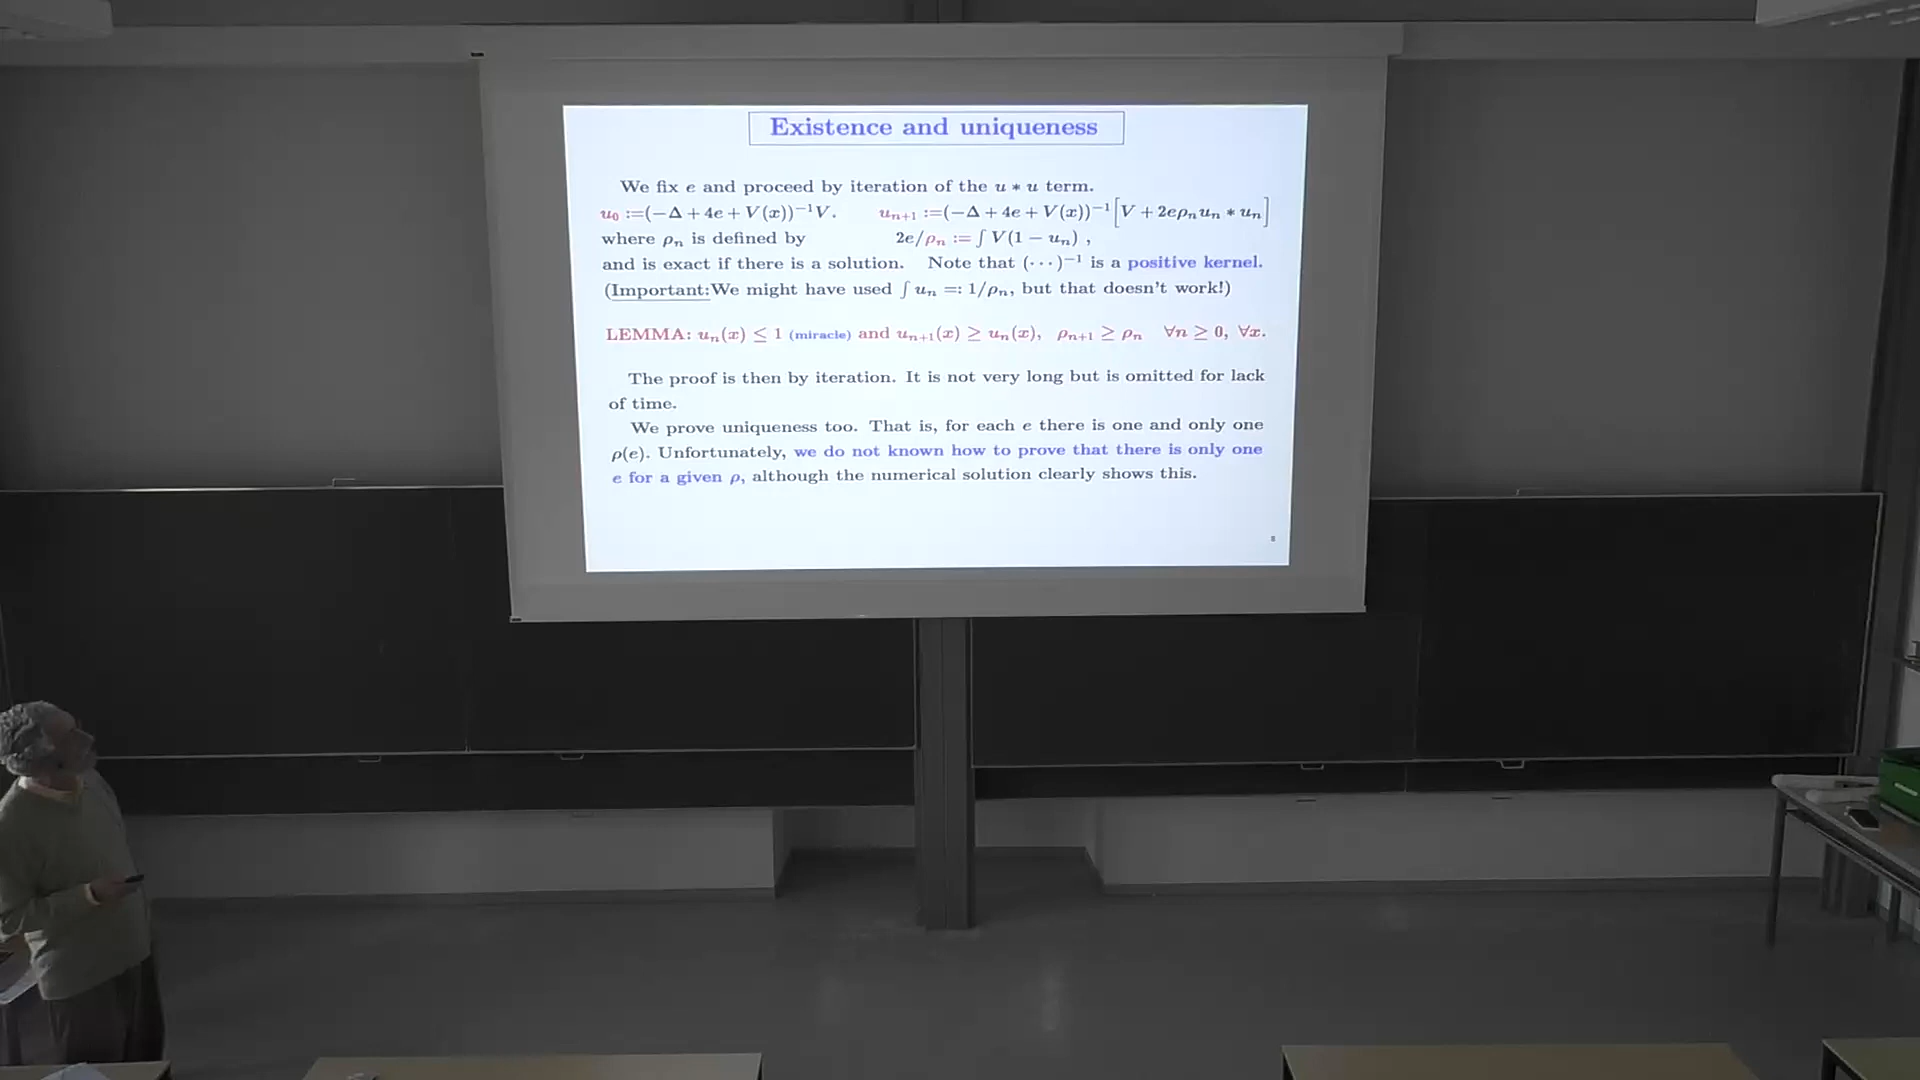 Existence and uniqueness
We fix e and proceed by iteration of the u ∗ u term.
u₀ :=(−Δ + 4e + V(x))⁻¹V. uₙ₊₁ :=(−Δ + 4e + V(x))⁻¹[V + 2eρₙuₙ ∗ uₙ]
where ρₙ is defined by 2e/ρₙ := ∫ V(1 − uₙ) ,
and is exact if there is a solution. Note that (· · ·)⁻¹ is a positive kernel.
(Important:We might have used ∫ uₙ =: 1/ρₙ, but that doesn't work!)
LEMMA: uₙ(x) ≤ 1 (miracle) and uₙ₊₁(x) ≥ uₙ(x), ρₙ₊₁ ≥ ρₙ ∀n ≥ 0, ∀x.
The proof is then by iteration. It is not very long but is omitted for lack
of time.
We prove uniqueness too. That is, for each e there is one and only one
ρ(e). Unfortunately, we do not known how to prove that there is only one
e for a given ρ, although the numerical solution clearly shows this.